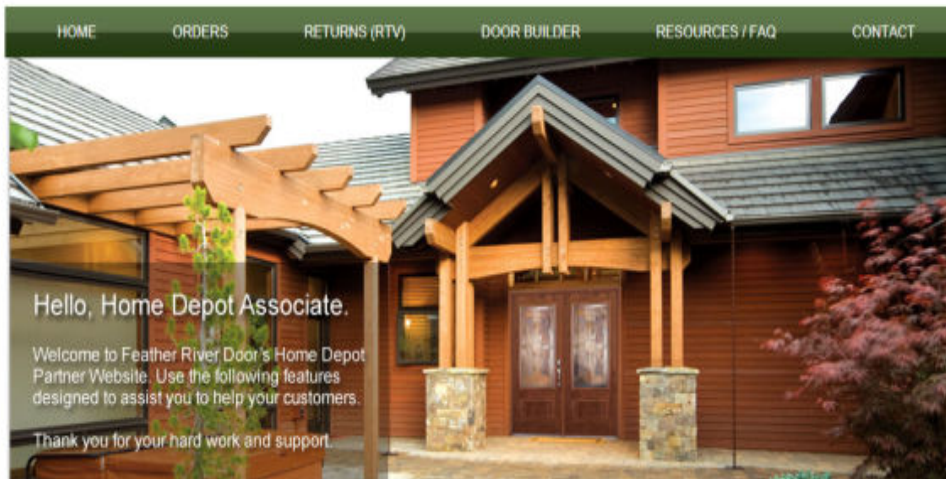 HOME ORDERS RETURNS (RTV) DOOR BUILDER RESOURCES / FAQ CONTACT
Hello, Home Depot Associate.
Welcome to Feather River Door's Home Depot
Partner Website. Use the following features
designed to assist you to help your customers.
Thank you for your hard work and support.